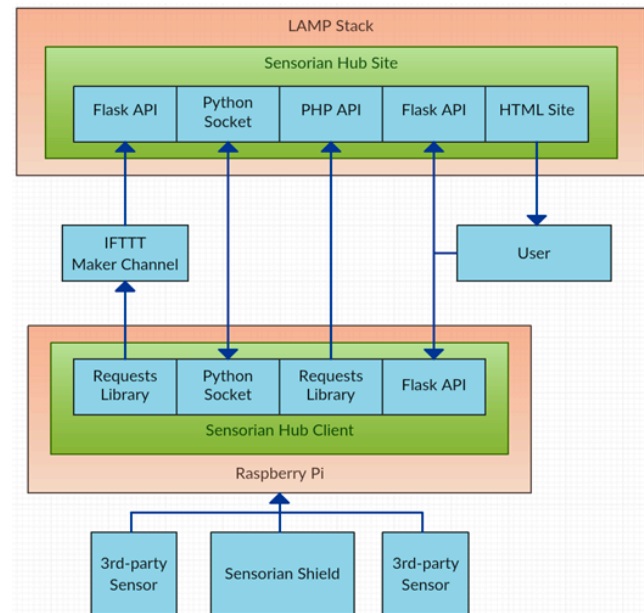 LAMP Stack
Sensorian Hub Site
Flask API
Python
Socket
PHP API
Flask API
HTML Site
IFTTT
Maker Channel
User
Requests
Library
Python
Socket
Requests
Library
Flask API
Sensorian Hub Client
Raspberry Pi
3rd-party
Sensor
Sensorian Shield
3rd-party
Sensor